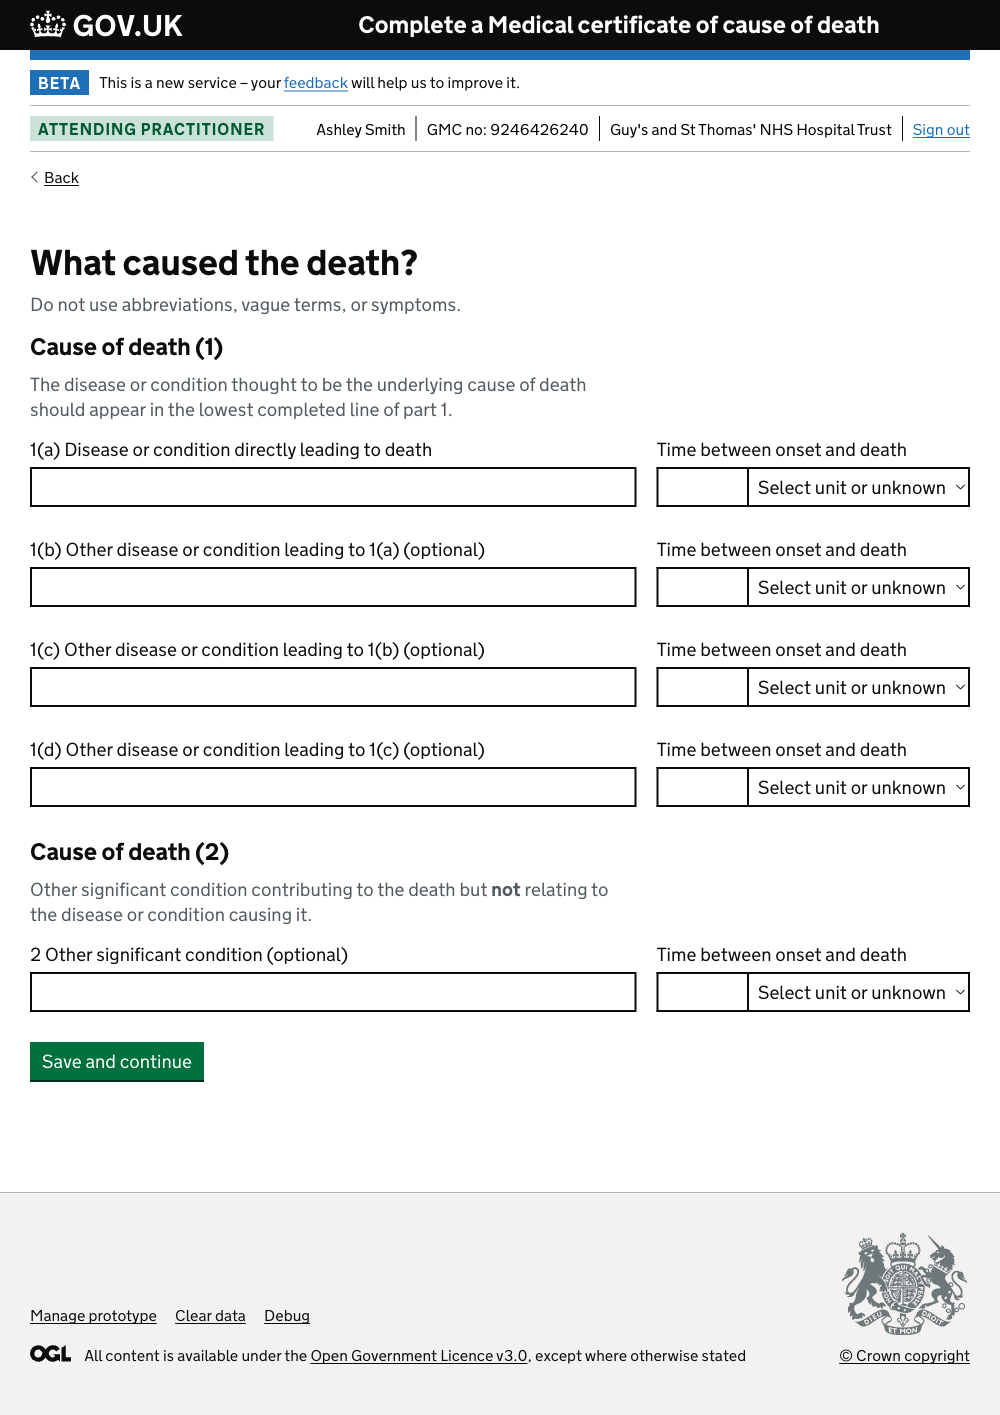 GOV.UK
Complete a Medical certificate of cause of death
BETA This is a new service – your feedback will help us to improve it.
ATTENDING PRACTITIONER Ashley Smith GMC no: 9246426240 Guy's and St Thomas' NHS Hospital Trust Sign out
Back
What caused the death?
Do not use abbreviations, vague terms, or symptoms.
Cause of death (1)
The disease or condition thought to be the underlying cause of death
should appear in the lowest completed line of part 1.
1(a) Disease or condition directly leading to death Time between onset and death
Select unit or unknown
1(b) Other disease or condition leading to 1(a) (optional) Time between onset and death
Select unit or unknown
1(c) Other disease or condition leading to 1(b) (optional) Time between onset and death
Select unit or unknown
1(d) Other disease or condition leading to 1(c) (optional) Time between onset and death
Select unit or unknown
Cause of death (2)
Other significant condition contributing to the death but not relating to
the disease or condition causing it.
2 Other significant condition (optional) Time between onset and death
Select unit or unknown
Save and continue
Manage prototype Clear data Debug
OGL All content is available under the Open Government Licence v3.0, except where otherwise stated
DIEU ET MON DROIT
© Crown copyright